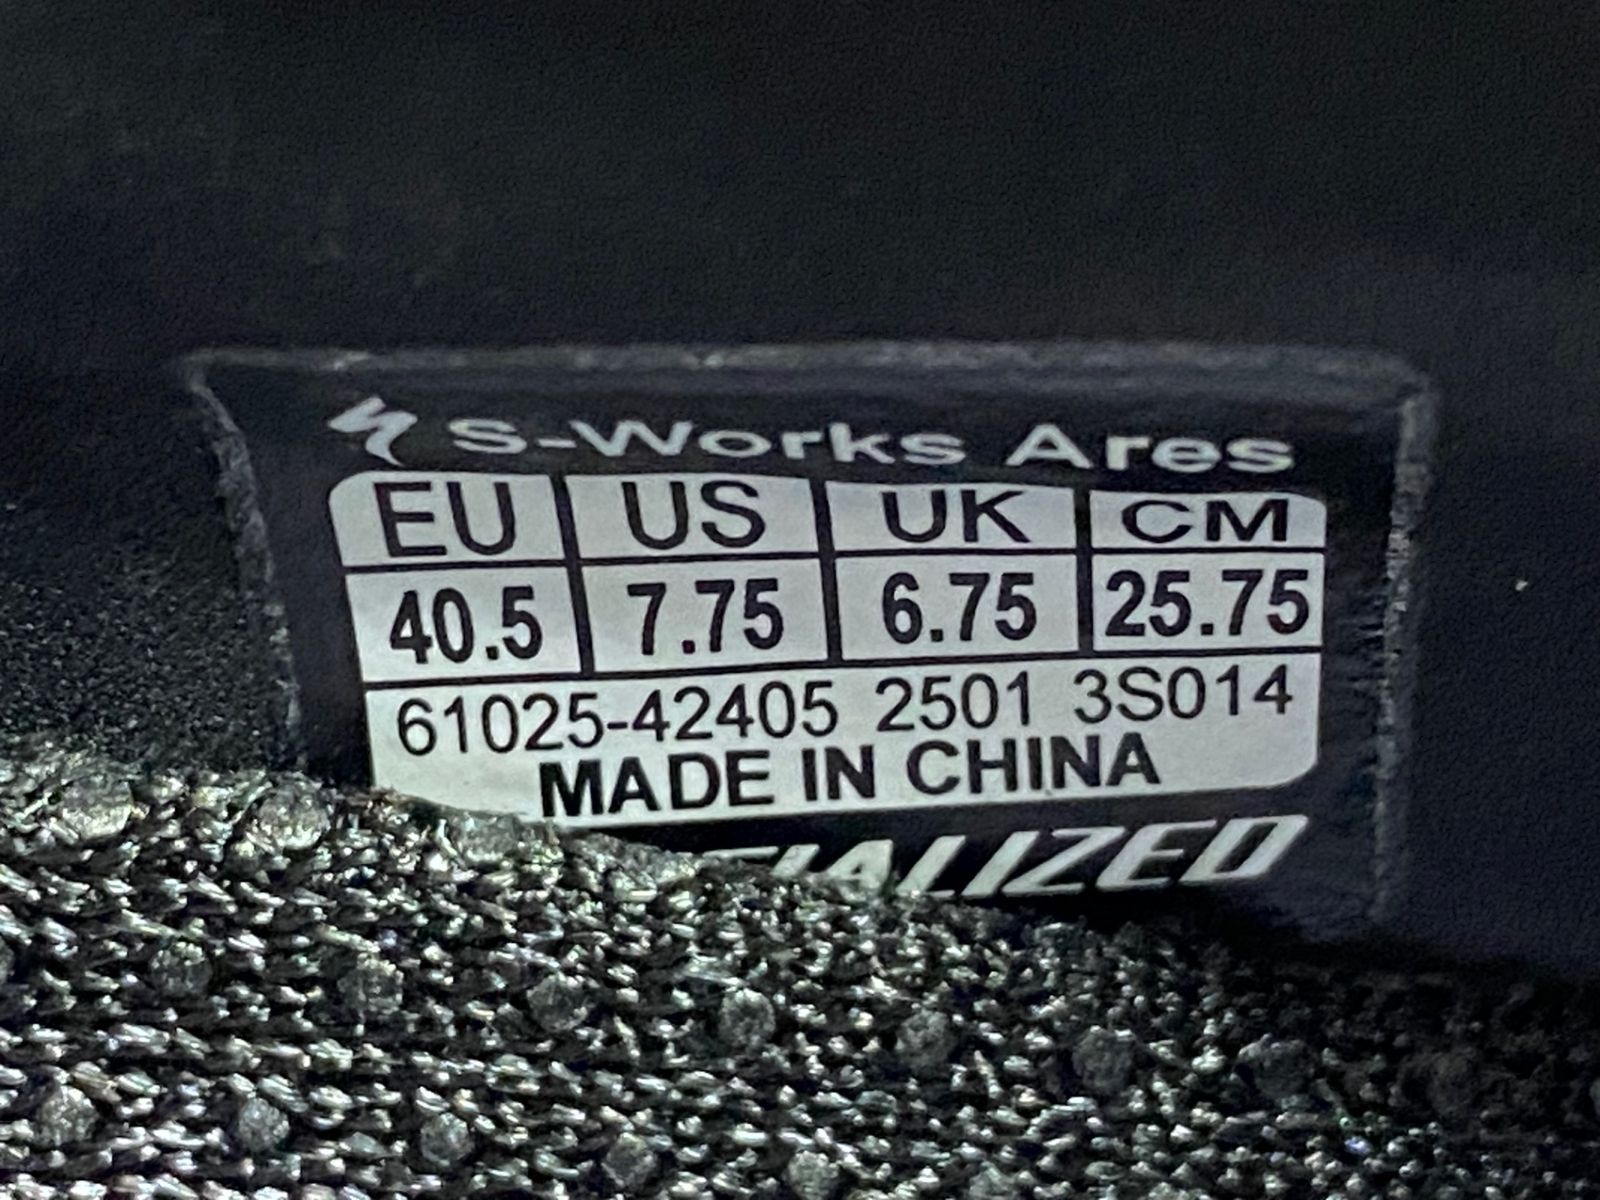 S-Works Ares
EU US UK CM
40.5 7.75 6.75 25.75
61025-42405 2501 3S014
MADE IN CHINA